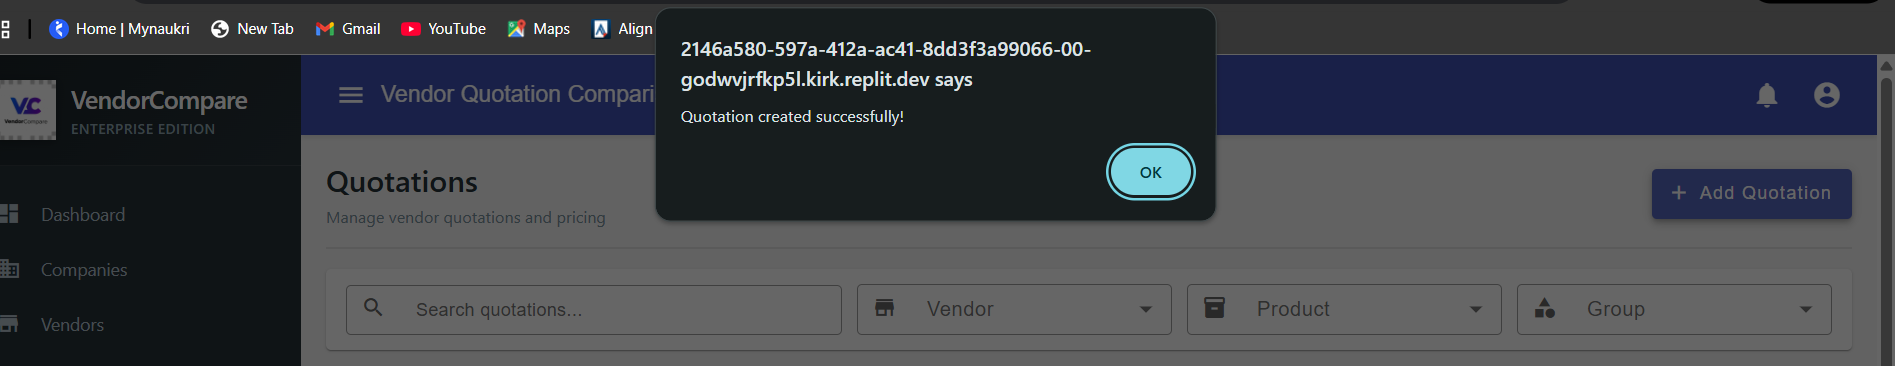 Home | Mynaukri
New Tab
Gmail
YouTube
Maps
Align
2146a580-597a-412a-ac41-8dd3f3a99066-00-
godwvjrfkp5l.kirk.replit.dev says
Quotation created successfully!
OK
VC
VendorCompare
VendorCompare
ENTERPRISE EDITION
Vendor Quotation Compari
Quotations
Manage vendor quotations and pricing
+ Add Quotation
Dashboard
Companies
Vendors
Search quotations...
Vendor
Product
Group